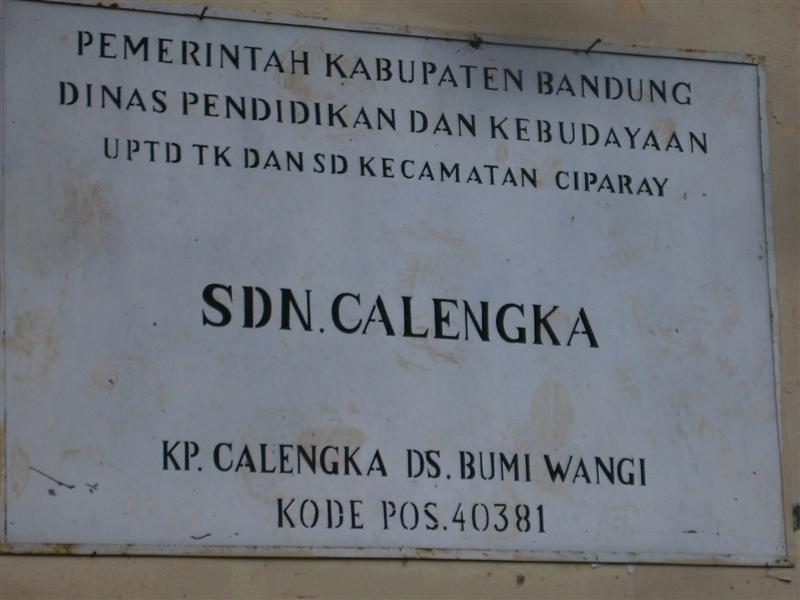 PEMERINTAH KABUPATEN BANDUNG
DINAS PENDIDIKAN DAN KEBUDAYAAN
UPTD TK DAN SD KECAMATAN CIPARAY
SDN. CALENGKA
KP. CALENGKA DS. BUMI WANGI
KODE POS. 40381